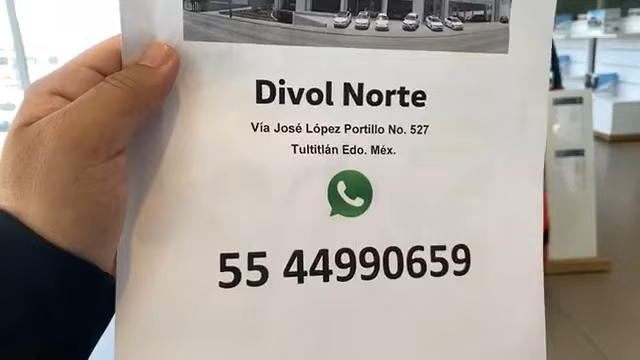 Divol Norte
Vía José López Portillo No. 527
Tultitlán Edo. Méx.
55 44990659